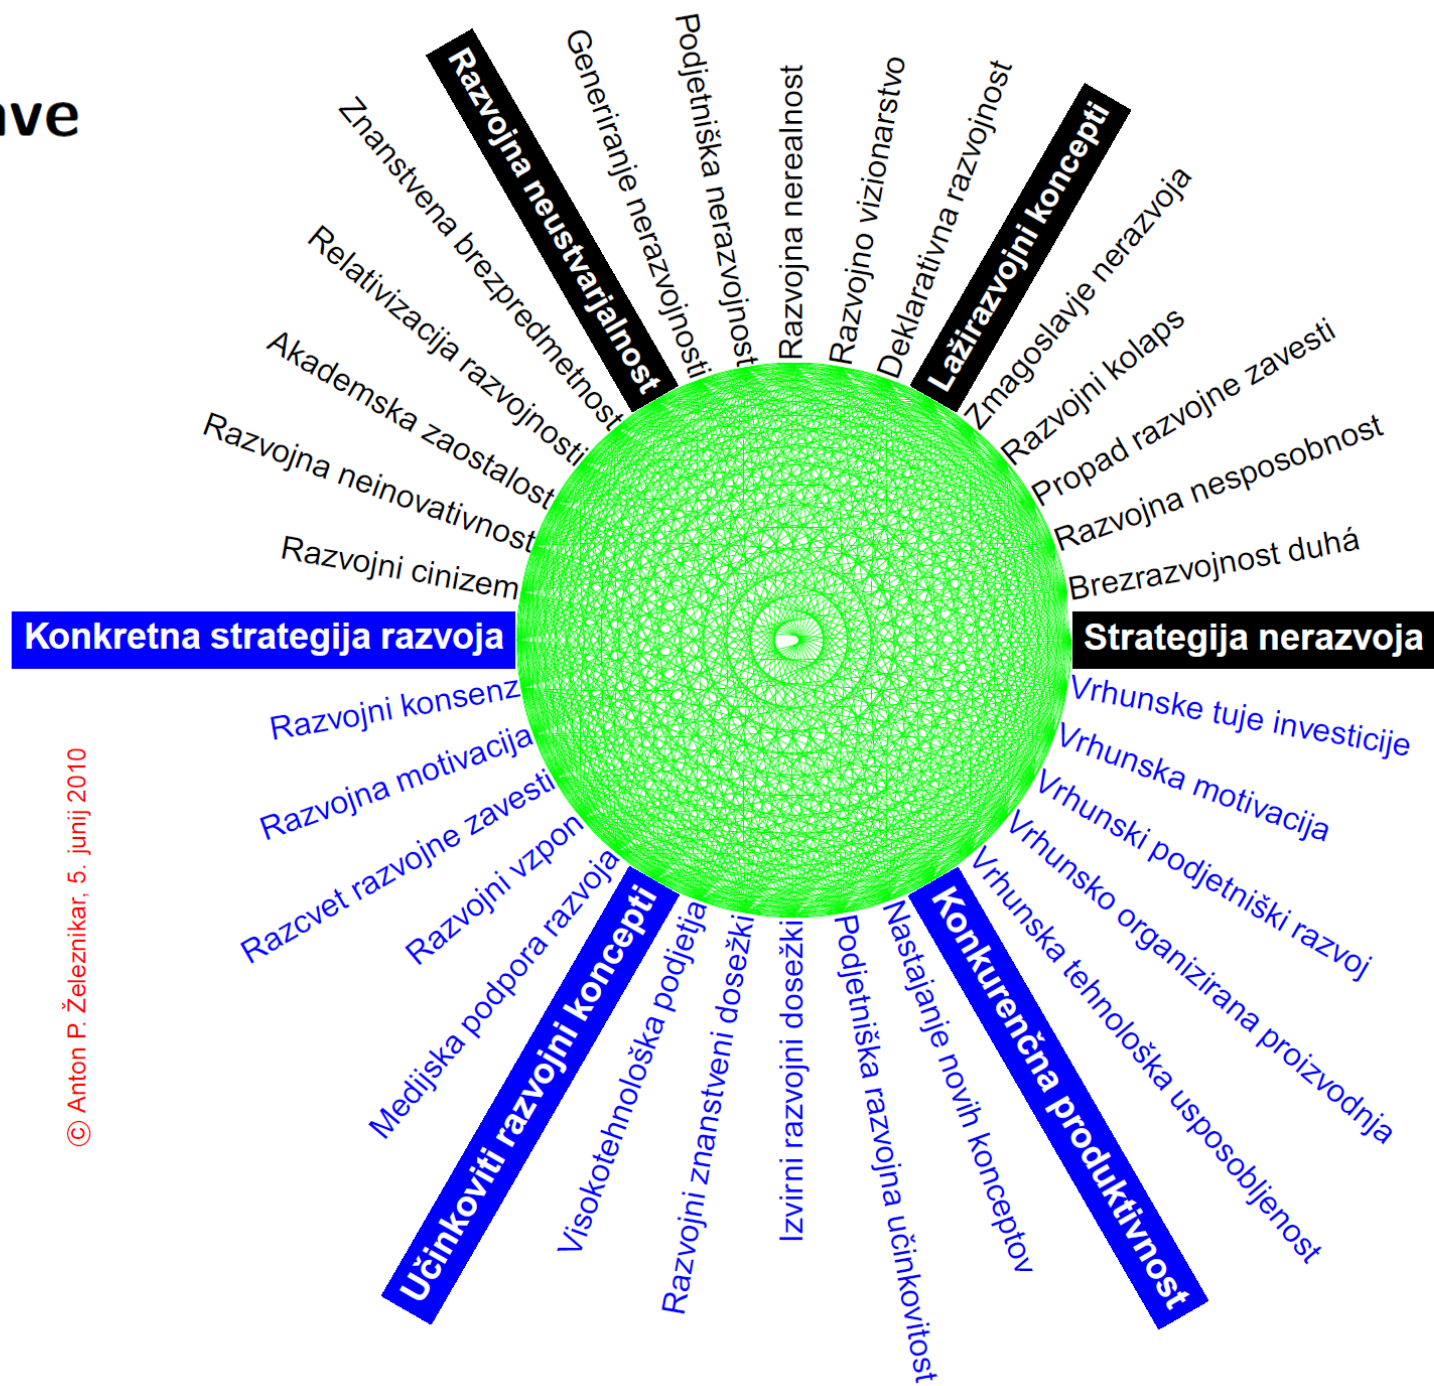 Razvojna neustvarjalnost
Generiranje nerazvojnosti
Podjetniška nerazvojnost
Razvojna nerealnost
Razvojno vizionarstvo
Deklarativna razvojnost
Lažirazvojni koncepti
Zmagoslavje nerazvoja
Razvojni kolaps
Propad razvojne zavesti
Razvojna nesposobnost
Brezrazvojnost duhá
Strategija nerazvoja
Vrhunske tuje investicije
Vrhunska motivacija
Vrhunski podjetniški razvoj
Vrhunsko organizirana proizvodnja
Vrhunska tehnološka usposobljenost
Konkurenčna produktivnost
Nastajanje novih konceptov
Podjetniška razvojna učinkovitost
Izvirni razvojni dosežki
Razvojni znanstveni dosežki
Visokotehnološka podjetja
Učinkoviti razvojni koncepti
Medijska podpora razvoja
Razvojni vzpon
Razcvet razvojne zavesti
Razvojna motivacija
Razvojni konsenz
Konkretna strategija razvoja
Razvojni cinizem
Razvojna neinovativnost
Akademska zaostalost
Relativizacija razvojnosti
Znanstvena brezpredmetnost
© Anton P. Železnikar, 5. junij 2010